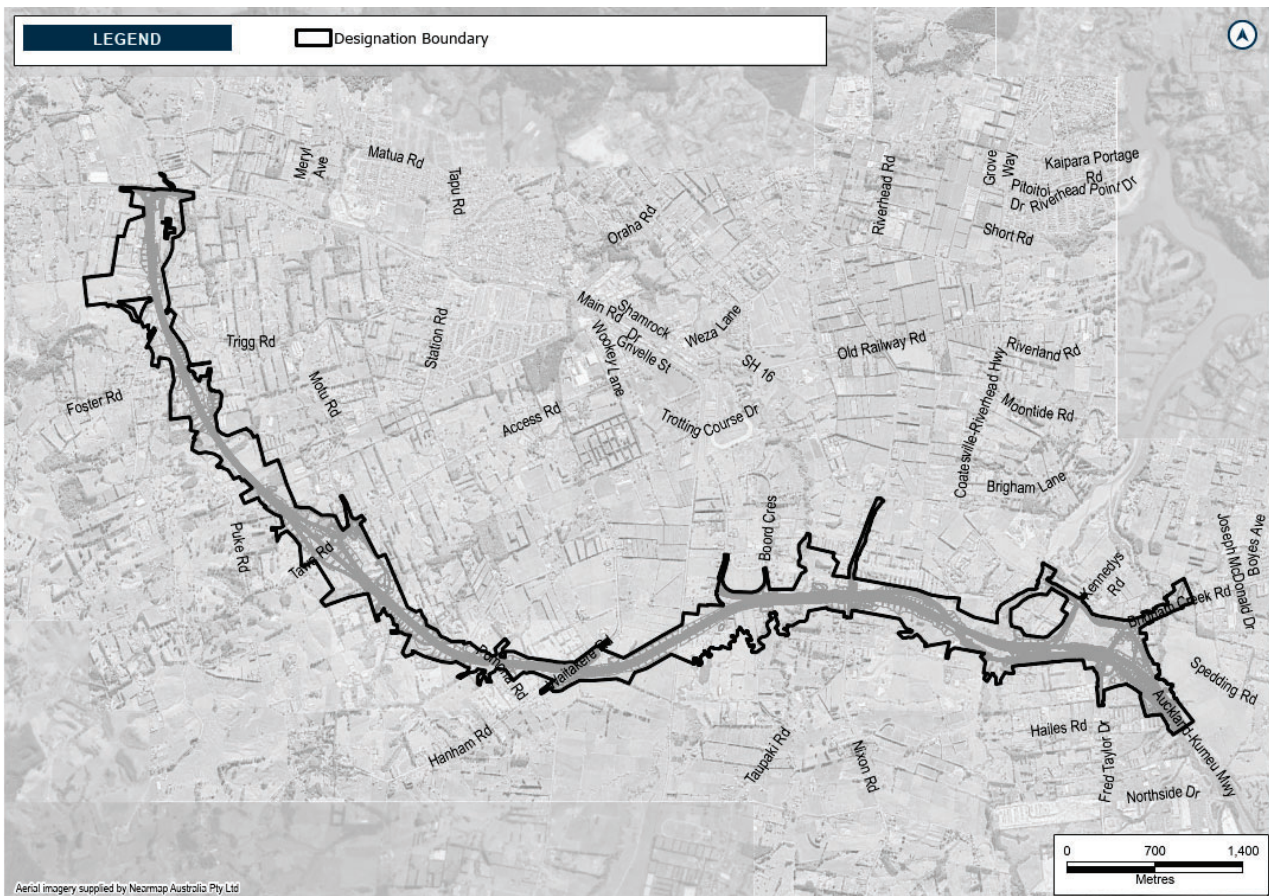 LEGEND
Designation Boundary
Meryl
Ave
Matua Rd
Tapu Rd
Oraha Rd
Riverhead Rd
Grove
Way
Kaipara Portage
Rd
Pitoitoi
Dr
Riverhead Point Dr
Short Rd
Trigg Rd
Station Rd
Main Rd
Shamrock
Dr
Grivelle St
Wookey Lane
Weza Lane
SH 16
Old Railway Rd
Coatesville-Riverhead Hwy
Riverland Rd
Foster Rd
Motu Rd
Access Rd
Trotting Course Dr
Moontide Rd
Brigham Lane
Puke Rd
Tawa Rd
Boord Cres
Kennedys
Rd
Joseph McDonald Dr
Boyes Ave
Brigham Creek Rd
Pomona Rd
Waitakere Rd
Spedding Rd
Hanham Rd
Taupaki Rd
Nixon Rd
Hailes Rd
Fred Taylor Dr
Auckland-Kumeu Mwy
Northside Dr
0 700 1,400
Metres
Aerial imagery supplied by Nearmap Australia Pty Ltd